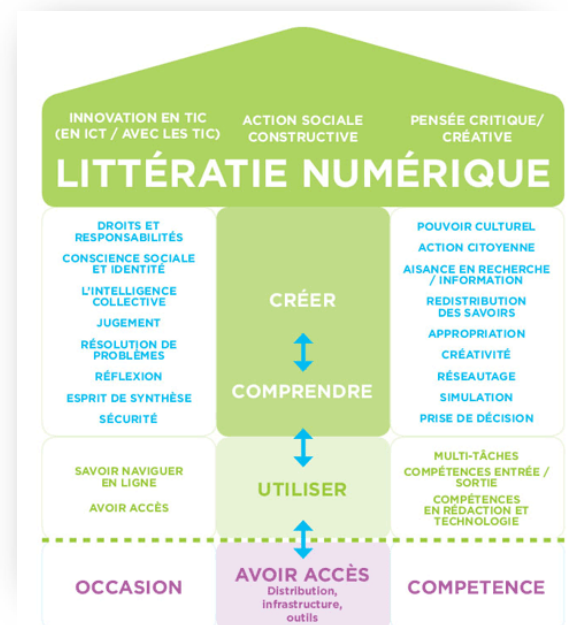 INNOVATION EN TIC
(EN ICT / AVEC LES TIC)
ACTION SOCIALE
CONSTRUCTIVE
PENSÉE CRITIQUE/
CRÉATIVE
LITTÉRATIE NUMÉRIQUE
DROITS ET
RESPONSABILITÉS
CONSCIENCE SOCIALE
ET IDENTITÉ
L'INTELLIGENCE
COLLECTIVE
JUGEMENT
RÉSOLUTION DE
PROBLÈMES
RÉFLEXION
ESPRIT DE SYNTHÈSE
SÉCURITÉ
CRÉER
COMPRENDRE
POUVOIR CULTUREL
ACTION CITOYENNE
AISANCE EN RECHERCHE
/ INFORMATION
REDISTRIBUTION
DES SAVOIRS
APPROPRIATION
CRÉATIVITÉ
RÉSEAUTAGE
SIMULATION
PRISE DE DÉCISION
SAVOIR NAVIGUER
EN LIGNE
AVOIR ACCÈS
UTILISER
MULTI-TÂCHES
COMPÉTENCES ENTRÉE /
SORTIE
COMPÉTENCES
EN RÉDACTION ET
TECHNOLOGIE
OCCASION
AVOIR ACCÈS
Distribution,
infrastructure,
outils
COMPETENCE